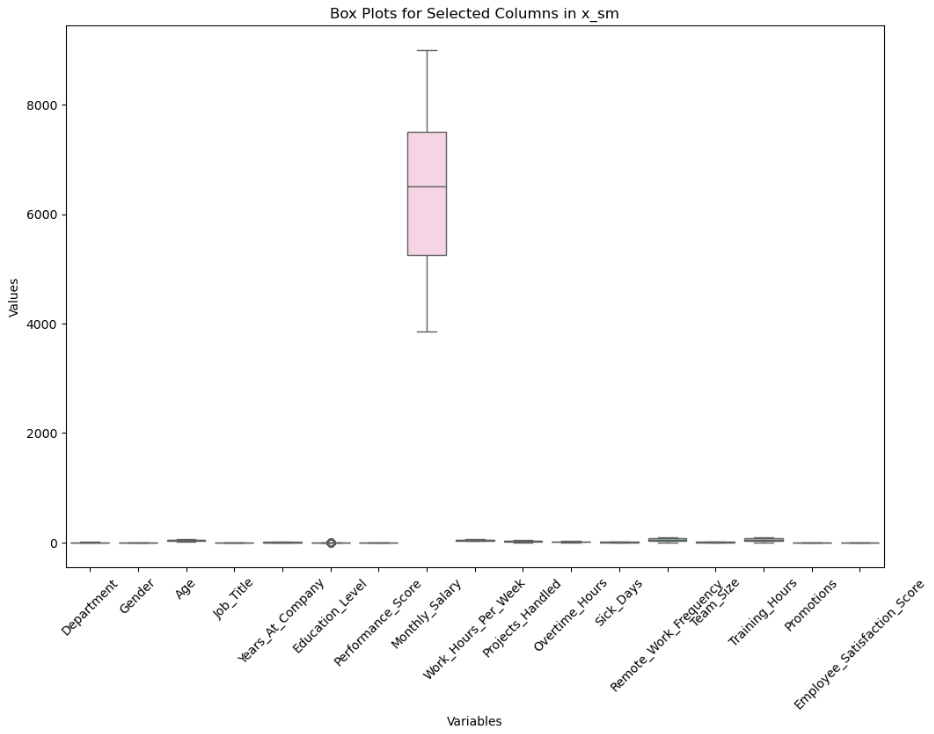 Box Plots for Selected Columns in x_sm
Values
8000
6000
4000
2000
0
Department
Gender
Age
Job_Title
Years_At_Company
Education_Level
Performance_Score
Monthly_Salary
Work_Hours_Per_Week
Projects_Handled
Overtime_Hours
Sick_Days
Remote_Work_Frequency
Team_Size
Training_Hours
Promotions
Employee_Satisfaction_Score
Variables